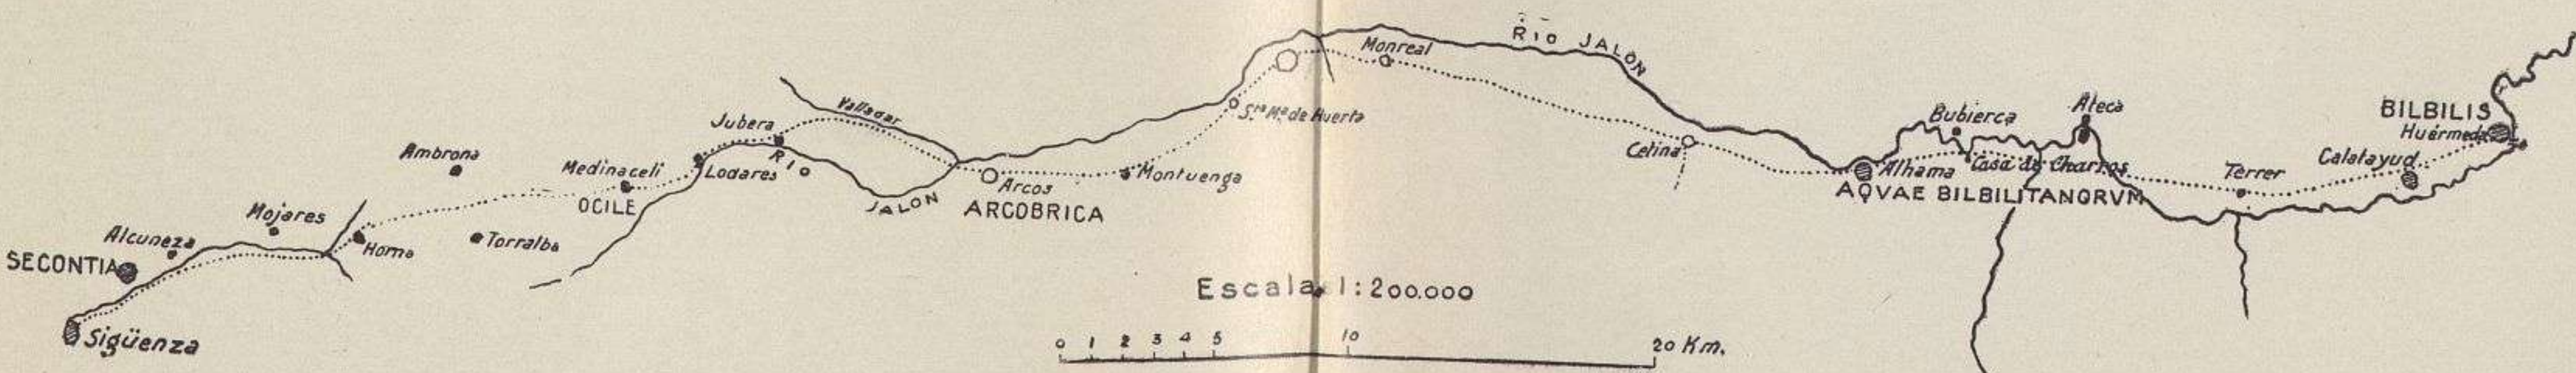 SECONTIA
Sigüenza
Alcuneza
Mojares
Horna
Ambrona
Torralba
Medinaceli
OCILE
Lodares
Jubera
RIO
JALON
Valladar
Arcos
ARCOBRICA
Montuenga
Sta Mª de Huerta
Monreal
RIO JALON
Cetina
Alhama
AQVAE BILBILITANORVM
Bubierca
Casa de Charros
Ateca
Terrer
Calatayud
BILBILIS
Huérmeda
Escala 1:200.000
0 1 2 3 4 5 10 20 Km.